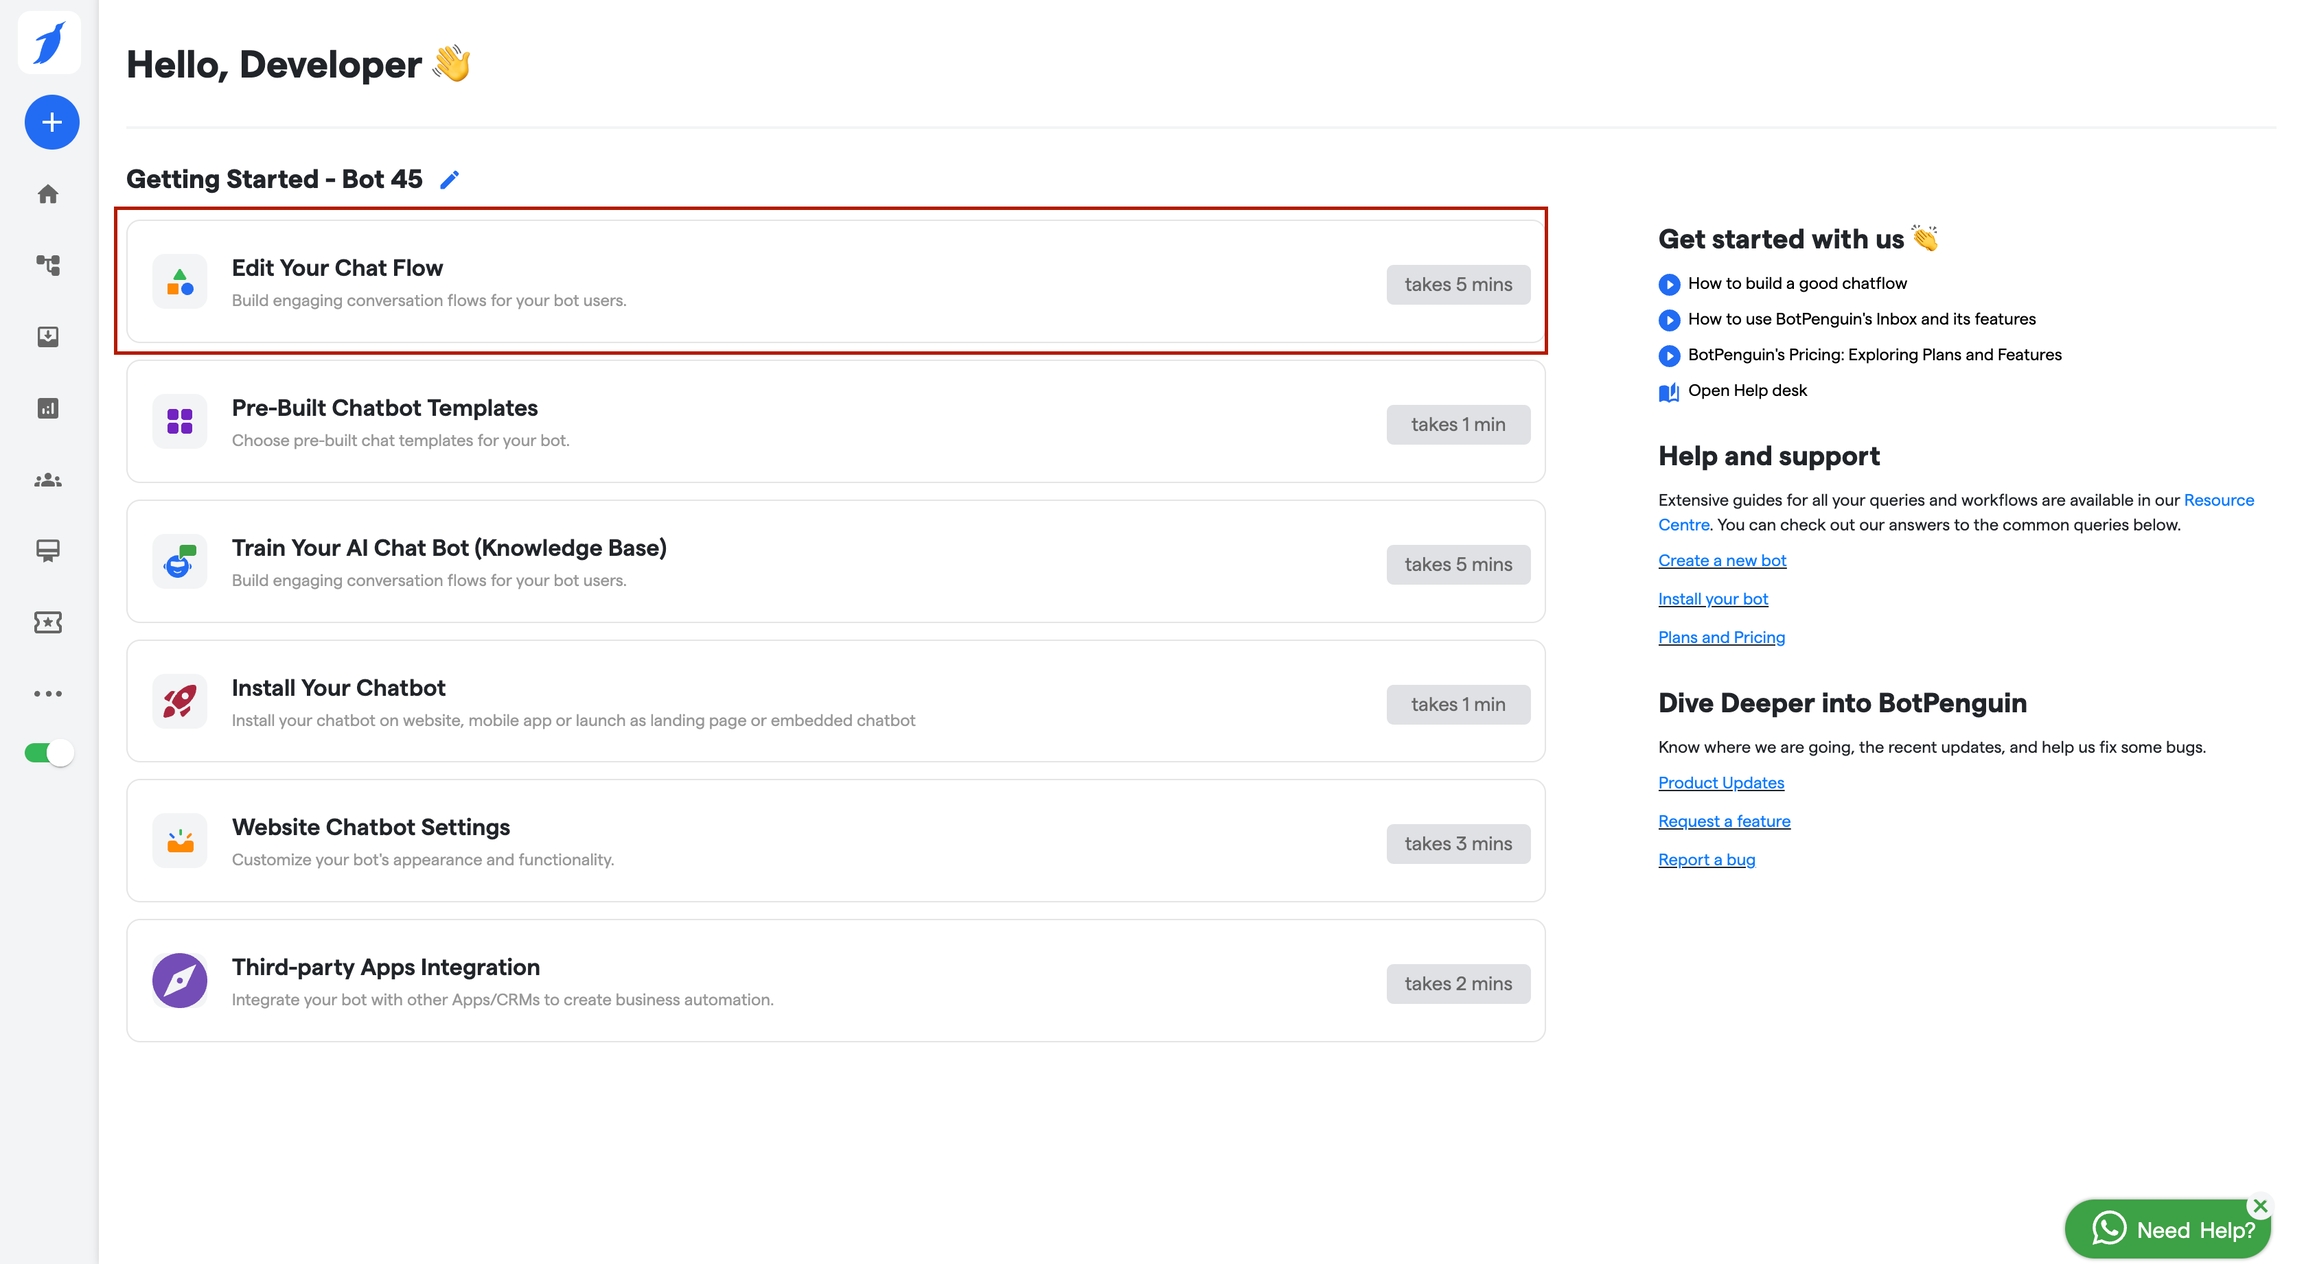 Hello, Developer 👋
Getting Started - Bot 45
Edit Your Chat Flow
Build engaging conversation flows for your bot users.
takes 5 mins
Pre-Built Chatbot Templates
Choose pre-built chat templates for your bot.
takes 1 min
Train Your AI Chat Bot (Knowledge Base)
Build engaging conversation flows for your bot users.
takes 5 mins
Install Your Chatbot
Install your chatbot on website, mobile app or launch as landing page or embedded chatbot
takes 1 min
Website Chatbot Settings
Customize your bot's appearance and functionality.
takes 3 mins
Third-party Apps Integration
Integrate your bot with other Apps/CRMs to create business automation.
takes 2 mins
Get started with us 👏
How to build a good chatflow
How to use BotPenguin's Inbox and its features
BotPenguin's Pricing: Exploring Plans and Features
Open Help desk
Help and support
Extensive guides for all your queries and workflows are available in our Resource
Centre. You can check out our answers to the common queries below.
Create a new bot
Install your bot
Plans and Pricing
Dive Deeper into BotPenguin
Know where we are going, the recent updates, and help us fix some bugs.
Product Updates
Request a feature
Report a bug
Need Help?